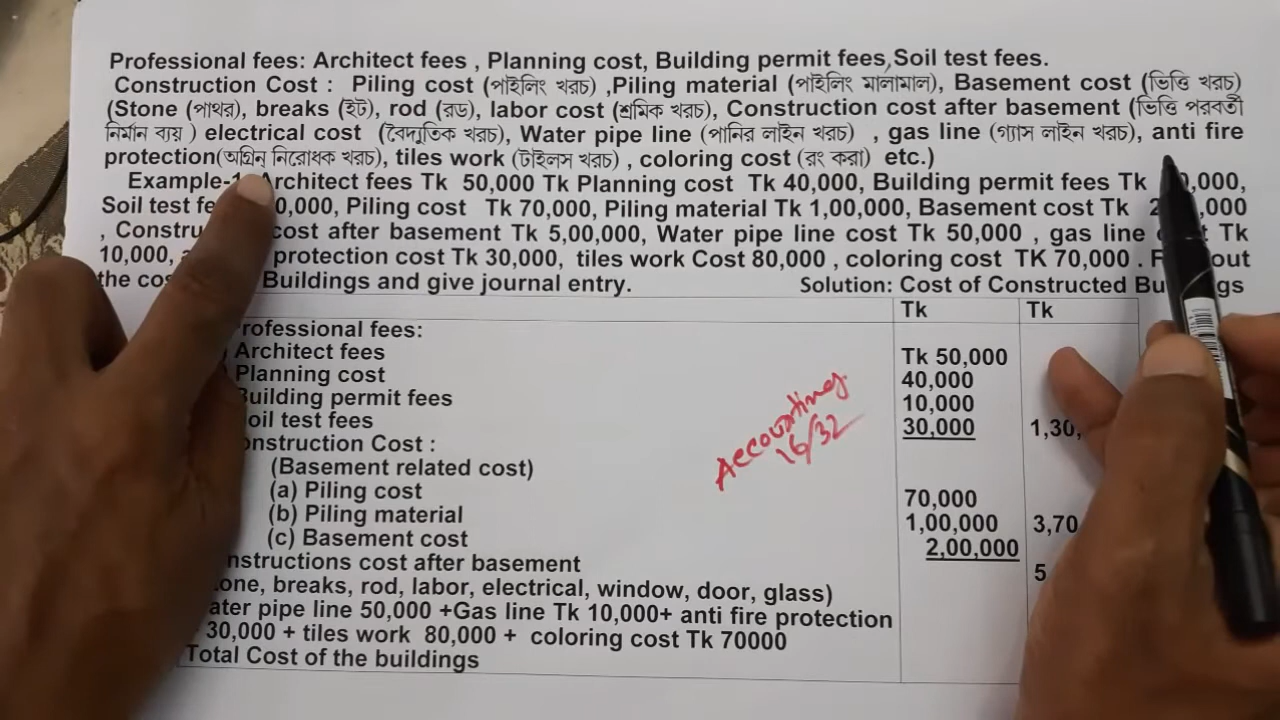 Professional fees: Architect fees , Planning cost, Building permit fees,Soil test fees.
Construction Cost : Piling cost (পাইলিং খরচ) ,Piling material (পাইলিং মালামাল), Basement cost (ভিত্তি খরচ)
(Stone (পাথর), breaks (ইট), rod (রড), labor cost (শ্রমিক খরচ), Construction cost after basement (ভিত্তি পরবর্তী
নির্মান ব্যয় ) electrical cost (বৈদ্যুতিক খরচ), Water pipe line (পানির লাইন খরচ) , gas line (গ্যাস লাইন খরচ), anti fire
protection(অগ্নিন নিরোধক খরচ), tiles work (টাইলস খরচ) , coloring cost (রং করা) etc.)
Example-1 Architect fees Tk 50,000 Tk Planning cost Tk 40,000, Building permit fees Tk 0,000,
Soil test 0,000, Piling cost Tk 70,000, Piling material Tk 1,00,000, Basement cost Tk 2 ,000
, cost after basement Tk 5,00,000, Water pipe line cost Tk 50,000 , gas line Tk
10,000, protection cost Tk 30,000, tiles work Cost 80,000 , coloring cost TK 70,000 . out
the Buildings and give journal entry. Solution: Cost of Constructed
Tk Tk
rofessional fees:
Architect fees Tk 50,000
Planning cost 40,000
Building permit fees 10,000
oil test fees 30,000 1,30,
onstruction Cost :
(Basement related cost)
(a) Piling cost 70,000
(b) Piling material 1,00,000 3,70
(c) Basement cost 2,00,000
nstructions cost after basement 5
one, breaks, rod, labor, electrical, window, door, glass)
ater pipe line 50,000 +Gas line Tk 10,000+ anti fire protection
30,000 + tiles work 80,000 + coloring cost Tk 70000
Total Cost of the buildings
Accounting
16/32